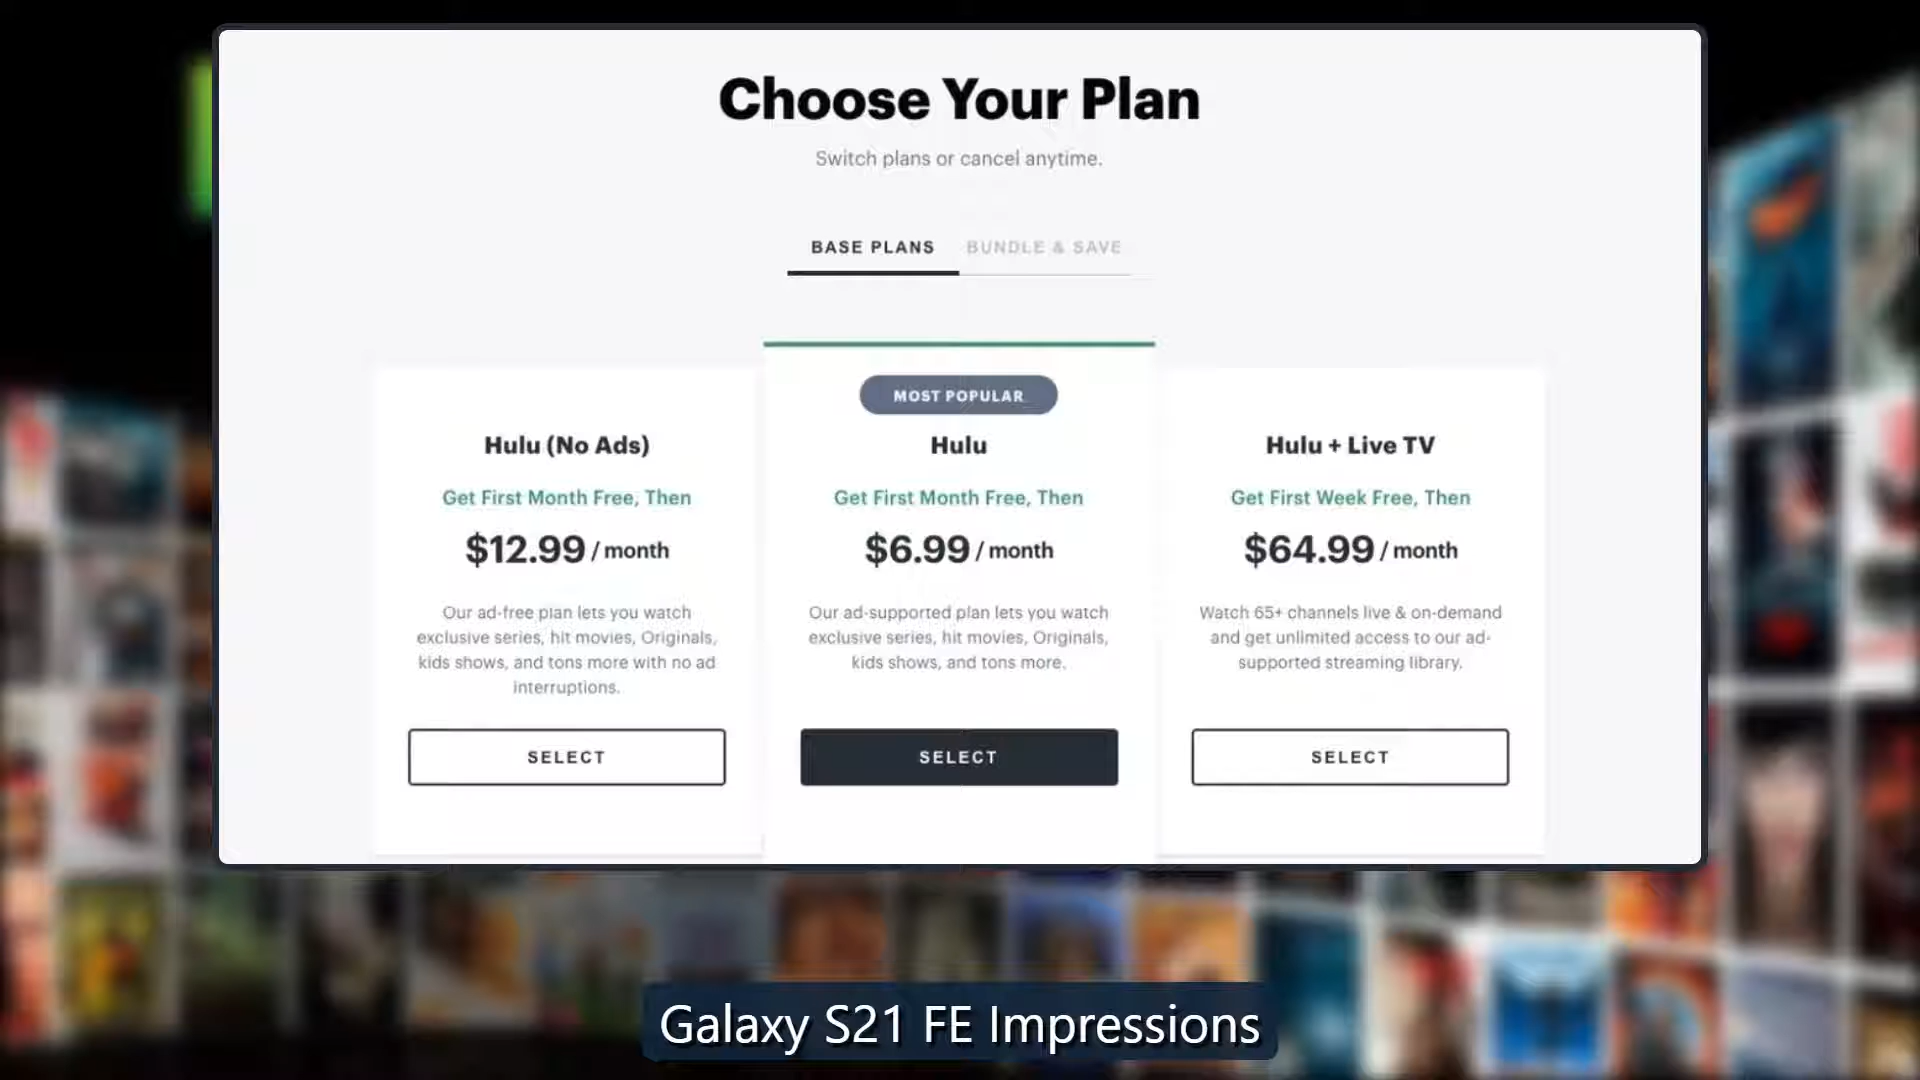 Choose Your Plan
Switch plans or cancel anytime.
BASE PLANS
BUNDLE & SAVE
MOST POPULAR
Hulu (No Ads)
Get First Month Free, Then
$12.99 / month
Our ad-free plan lets you watch
exclusive series, hit movies, Originals,
kids shows, and tons more with no ad
interruptions.
SELECT
Hulu
Get First Month Free, Then
$6.99 / month
Our ad-supported plan lets you watch
exclusive series, hit movies, Originals,
kids shows, and tons more.
SELECT
Hulu + Live TV
Get First Week Free, Then
$64.99 / month
Watch 65+ channels live & on-demand
and get unlimited access to our ad-
supported streaming library.
SELECT
Galaxy S21 FE Impressions